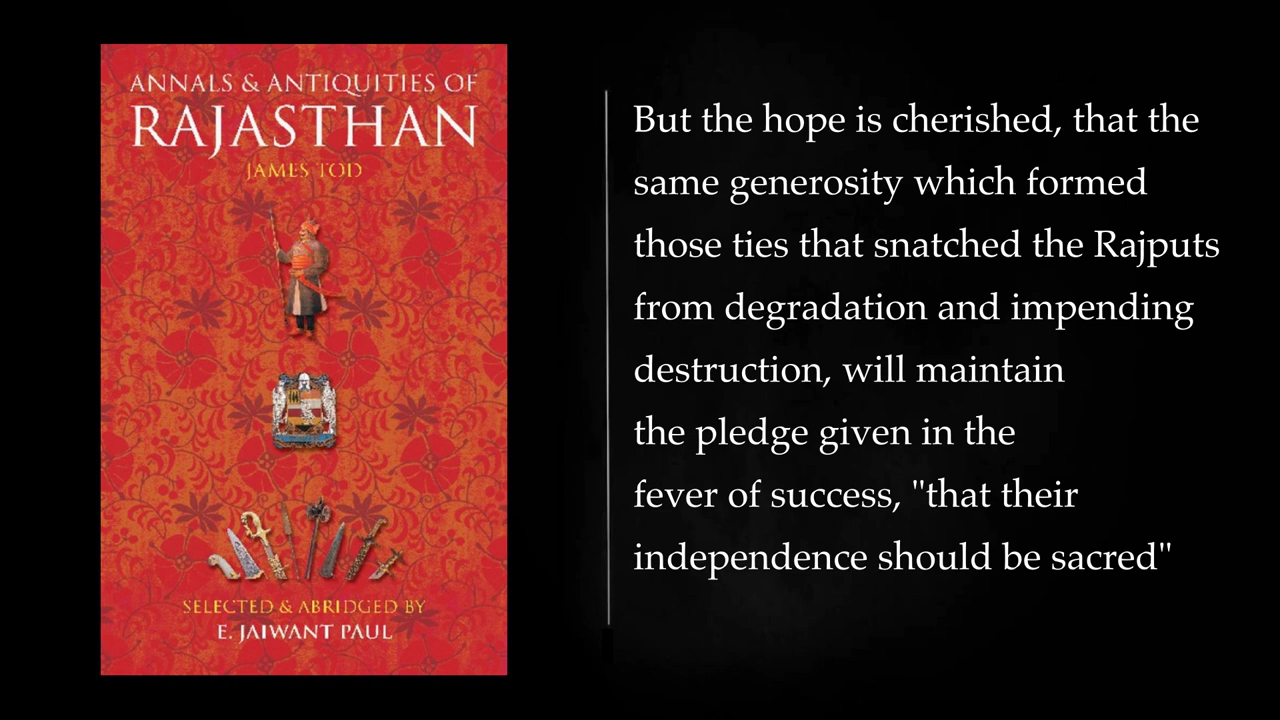 ANNALS & ANTIQUITIES OF
RAJASTHAN
JAMES TOD
SELECTED & ABRIDGED BY
E. JAIWANT PAUL
But the hope is cherished, that the
same generosity which formed
those ties that snatched the Rajputs
from degradation and impending
destruction, will maintain
the pledge given in the
fever of success, "that their
independence should be sacred"